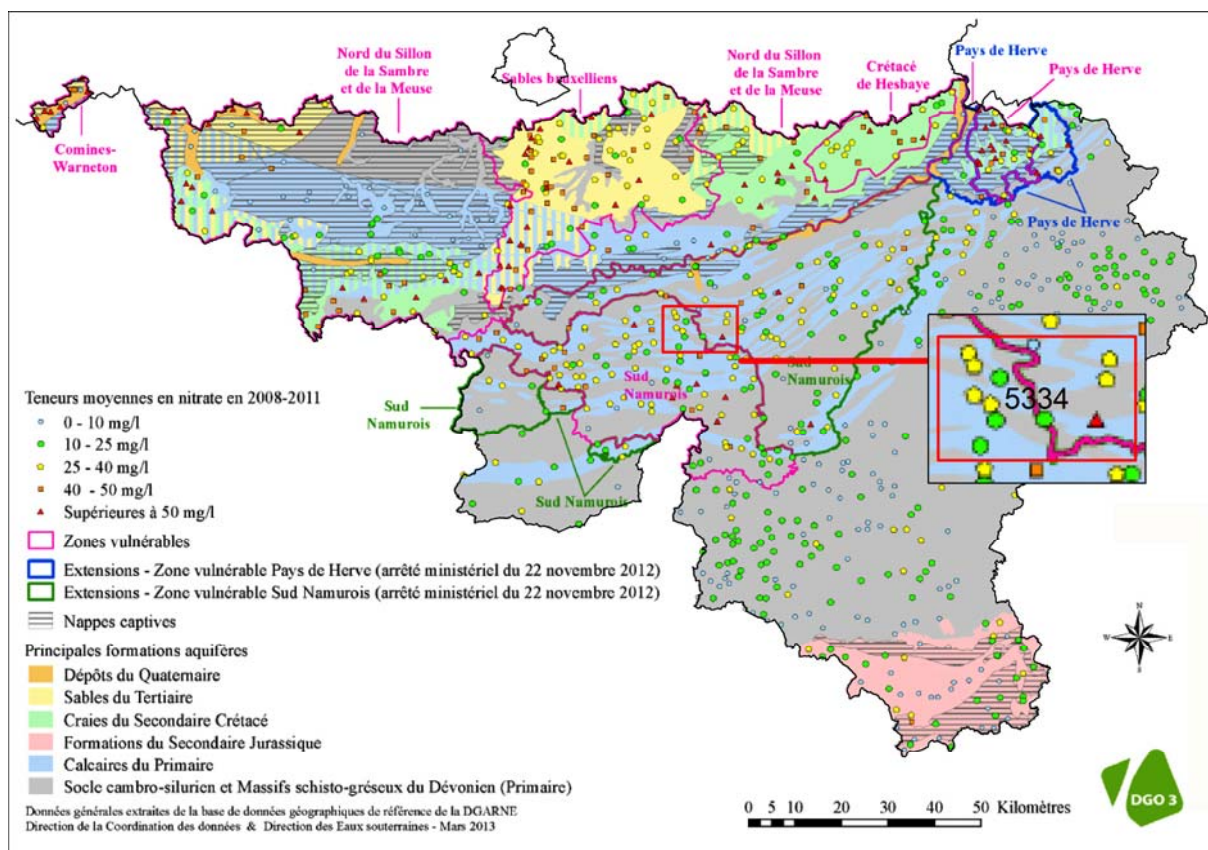 Nord du Sillon
de la Sambre
et de la Meuse
Sables bruxelliens
Nord du Sillon
de la Sambre
et de la Meuse
Crétacé
de Hesbaye
Pays de Herve
Pays de Herve
Comines-
Warneton
Pays de Herve
Sud
Namurois
Sud
Namurois
Sud
Namurois
Sud Namurois
5334
Teneurs moyennes en nitrate en 2008-2011
0 - 10 mg/l
10 - 25 mg/l
25 - 40 mg/l
40 - 50 mg/l
Supérieures à 50 mg/l
Zones vulnérables
Extensions - Zone vulnérable Pays de Herve (arrêté ministériel du 22 novembre 2012)
Extensions - Zone vulnérable Sud Namurois (arrêté ministériel du 22 novembre 2012)
Nappes captives
Principales formations aquifères
Dépôts du Quaternaire
Sables du Tertiaire
Craies du Secondaire Crétacé
Formations du Secondaire Jurassique
Calcaires du Primaire
Socle cambro-silurien et Massifs schisto-gréseux du Dévonien (Primaire)
Données générales extraites de la base de données géographiques de référence de la DGARNE
Direction de la Coordination des données & Direction des Eaux souterraines - Mars 2013
N
W E
S
0 5 10 20 30 40 50 Kilomètres
DGO 3